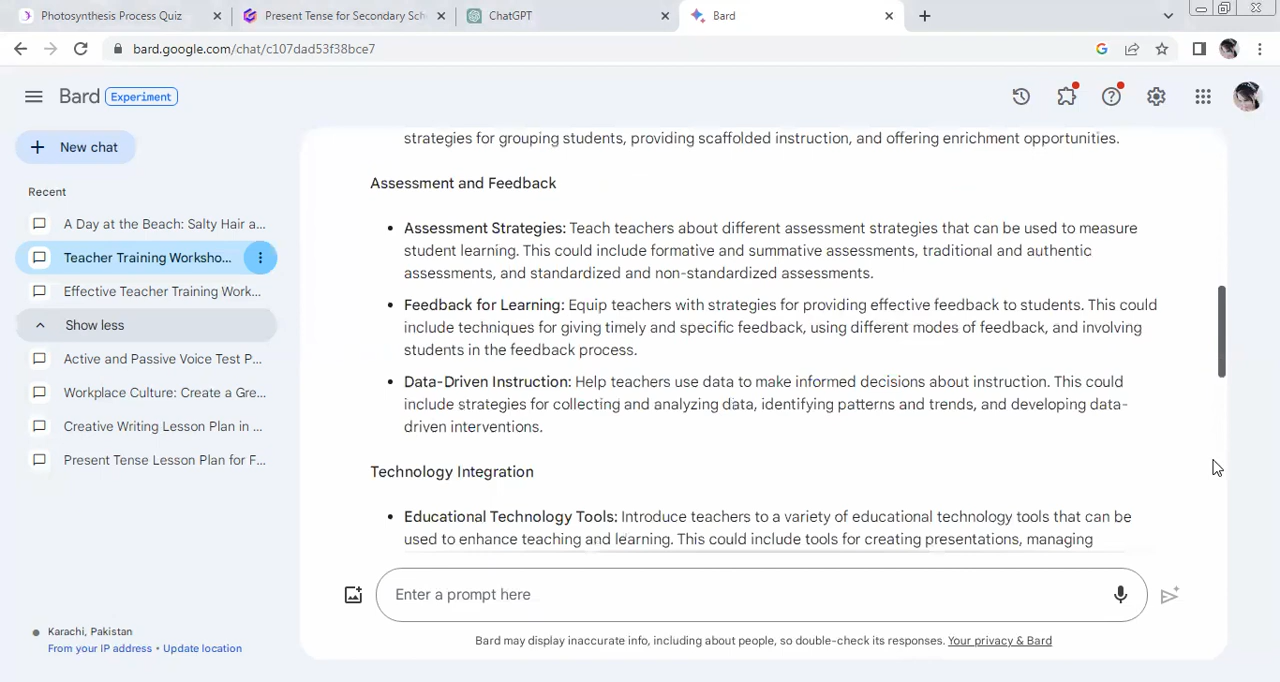 Photosynthesis Process Quiz
Present Tense for Secondary Sch
ChatGPT
Bard
bard.google.com/chat/c107dad53f38bce7
Bard Experiment
New chat
Recent
A Day at the Beach: Salty Hair a...
Teacher Training Worksho...
Effective Teacher Training Work...
Show less
Active and Passive Voice Test P...
Workplace Culture: Create a Gre...
Creative Writing Lesson Plan in ...
Present Tense Lesson Plan for F...
Karachi, Pakistan
From your IP address • Update location
strategies for grouping students, providing scaffolded instruction, and offering enrichment opportunities.
Assessment and Feedback
• Assessment Strategies: Teach teachers about different assessment strategies that can be used to measure
student learning. This could include formative and summative assessments, traditional and authentic
assessments, and standardized and non-standardized assessments.
• Feedback for Learning: Equip teachers with strategies for providing effective feedback to students. This could
include techniques for giving timely and specific feedback, using different modes of feedback, and involving
students in the feedback process.
• Data-Driven Instruction: Help teachers use data to make informed decisions about instruction. This could
include strategies for collecting and analyzing data, identifying patterns and trends, and developing data-
driven interventions.
Technology Integration
• Educational Technology Tools: Introduce teachers to a variety of educational technology tools that can be
used to enhance teaching and learning. This could include tools for creating presentations, managing
Enter a prompt here
Bard may display inaccurate info, including about people, so double-check its responses. Your privacy & Bard